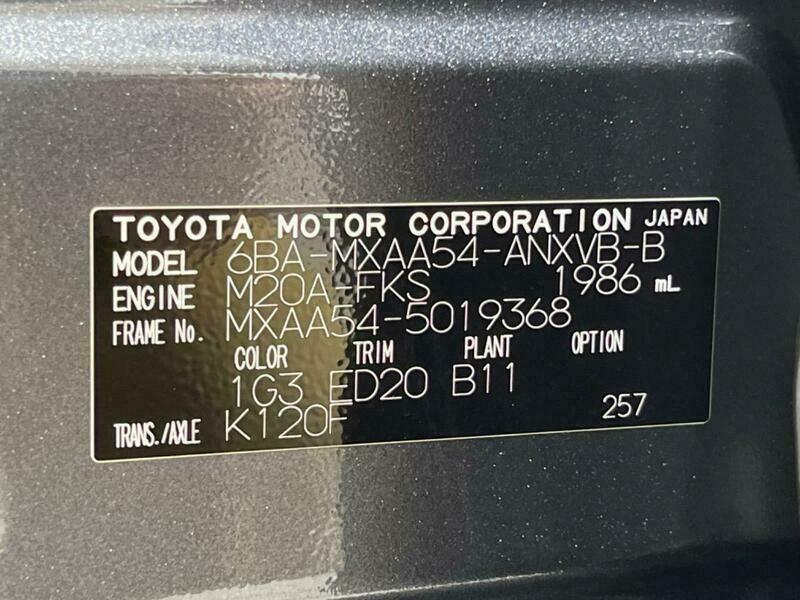 TOYOTA MOTOR CORPORATION JAPAN
MODEL 6BA-MXAA54-ANXVB-B
ENGINE M20A-FKS 1986 mL
FRAME No. MXAA54-5019368
COLOR TRIM PLANT OPTION
1G3 ED20 B11
TRANS./AXLE K120F 257